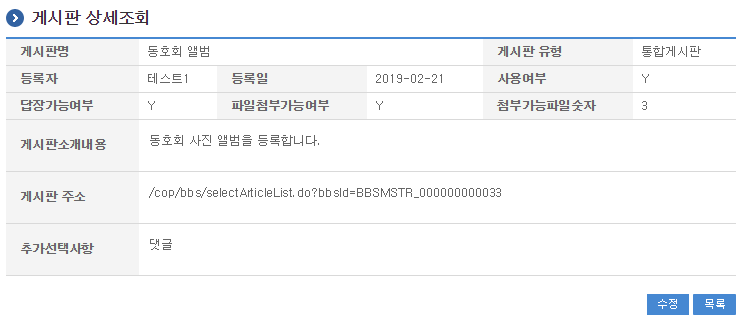 게시판 상세조회
게시판명 동호회 앨범 게시판 유형 통합게시판
등록자 테스트1 등록일 2019-02-21 사용여부 Y
답장가능여부 Y 파일첨부가능여부 Y 첨부가능파일숫자 3
게시판소개내용 동호회 사진 앨범을 등록합니다.
게시판 주소 /cop/bbs/selectArticleList.do?bbsId=BBSMSTR_000000000033
추가선택사항 댓글
수정 목록